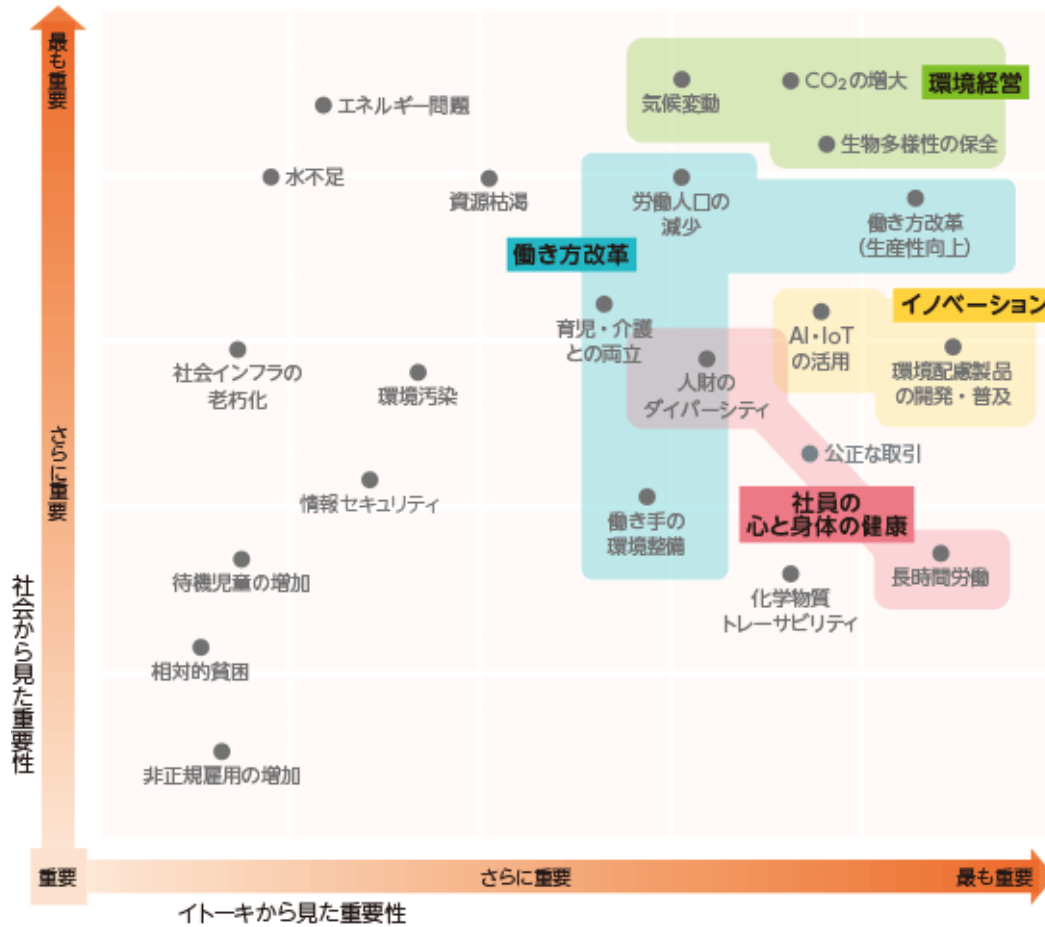 最も重要
さらに重要
社会から見た重要性
エネルギー問題
気候変動
CO₂の増大
環境経営
生物多様性の保全
水不足
資源枯渇
労働人口の
減少
働き方改革
(生産性向上)
働き方改革
イノベーション
育児・介護
との両立
AI・IoT
の活用
環境配慮製品
の開発・普及
社会インフラの
老朽化
環境汚染
人財の
ダイバーシティ
公正な取引
情報セキュリティ
社員の
心と身体の健康
働き手の
環境整備
長時間労働
待機児童の増加
化学物質
トレーサビリティ
相対的貧困
非正規雇用の増加
重要
さらに重要
最も重要
イトーキから見た重要性